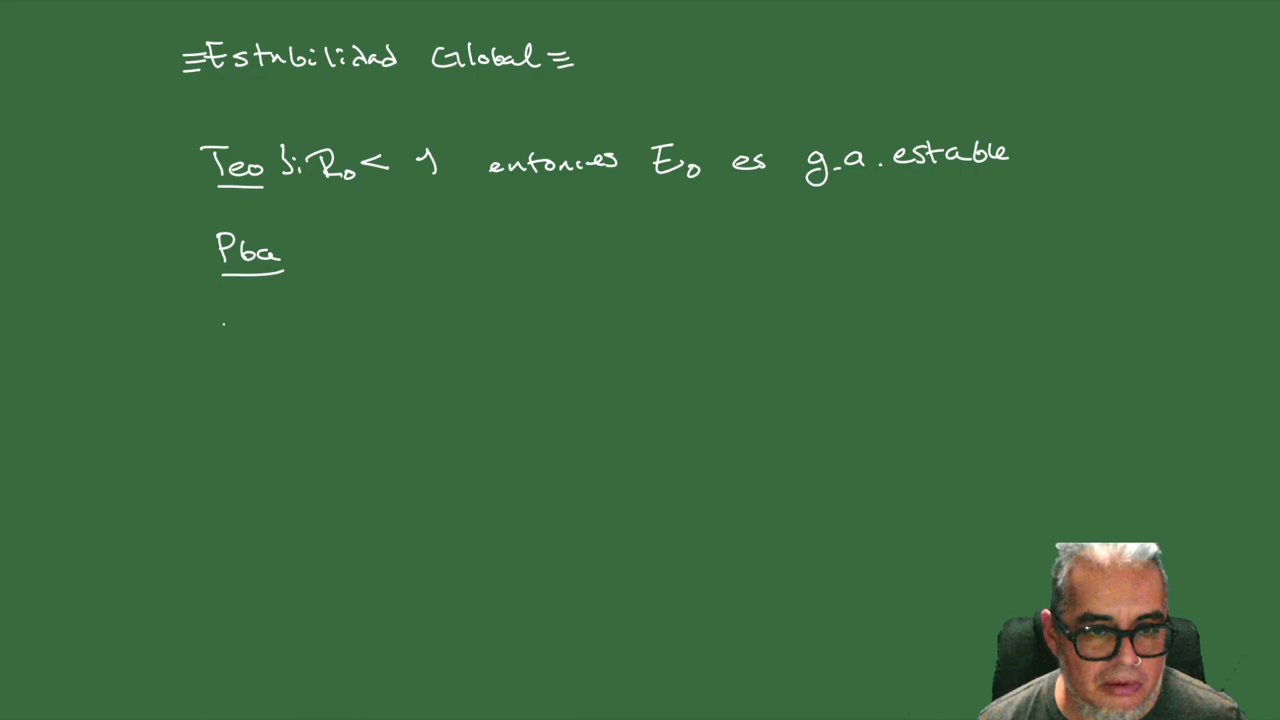 ≡Estabilidad Global≡
Teo Si R₀ < 1 entonces E₀ es g.a. estable
Pba